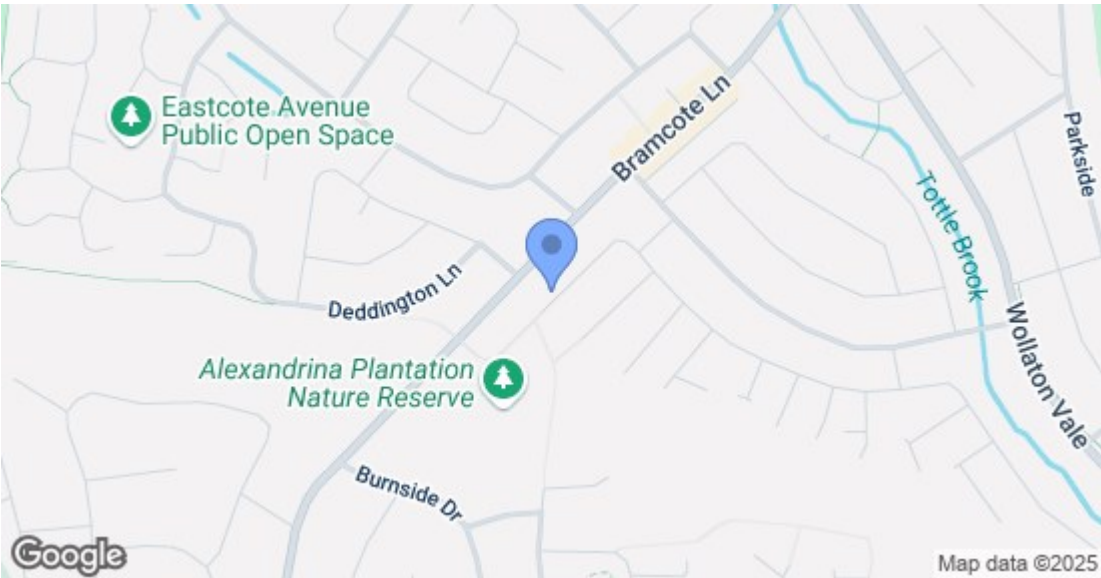 Eastcote Avenue
Public Open Space
Bramcote Ln
Parkside
Tottle Brook
Deddington Ln
Wollaton Vale
Alexandrina Plantation
Nature Reserve
Burnside Dr
Google
Map data ©2025